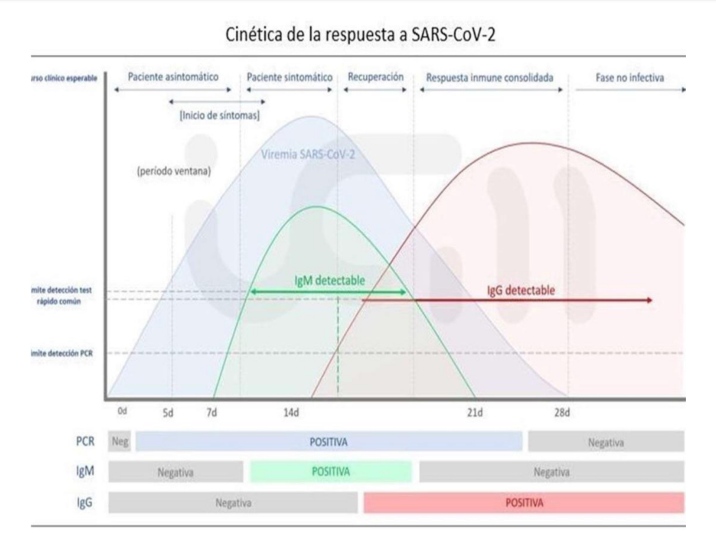 Cinética de la respuesta a SARS-CoV-2
urso clínico esperable
Paciente asintomático
Paciente sintomático
Recuperación
Respuesta inmune consolidada
Fase no infectiva
[Inicio de síntomas]
Viremia SARS-CoV-2
(período ventana)
IgM detectable
IgG detectable
mite detección test
rápido común
imite detección PCR
0d 5d 7d 14d 21d 28d
PCR Neg POSITIVA Negativa
IgM Negativa POSITIVA Negativa
IgG Negativa POSITIVA